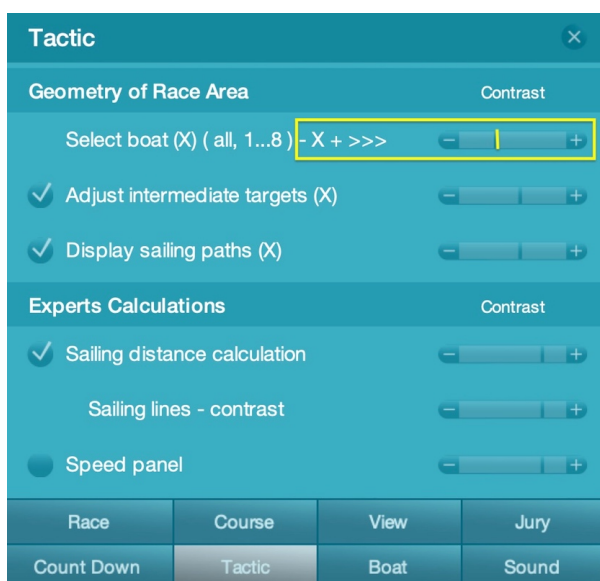 Tactic
Geometry of Race Area Contrast
Select boat (X) ( all, 1...8 ) - X + >>>
Adjust intermediate targets (X)
Display sailing paths (X)
Experts Calculations Contrast
Sailing distance calculation
Sailing lines - contrast
Speed panel
Race Course View Jury
Count Down Tactic Boat Sound